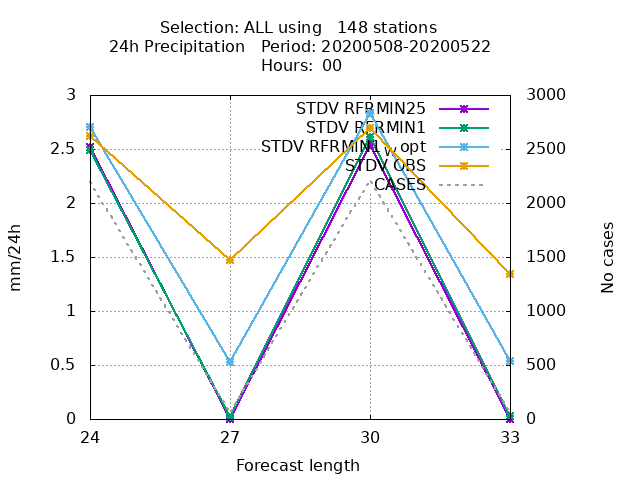 Selection: ALL using   148 stations
24h Precipitation   Period: 20200508-20200522
Hours: 00
3
2.5
2
1.5
1
0.5
0
3000
2500
2000
1500
1000
500
0
24
27
30
33
mm/24h
No cases
Forecast length
STDV RFRMIN25
STDV RFRMIN1
STDV RFRMIN1wopt
STDV OBS
CASES